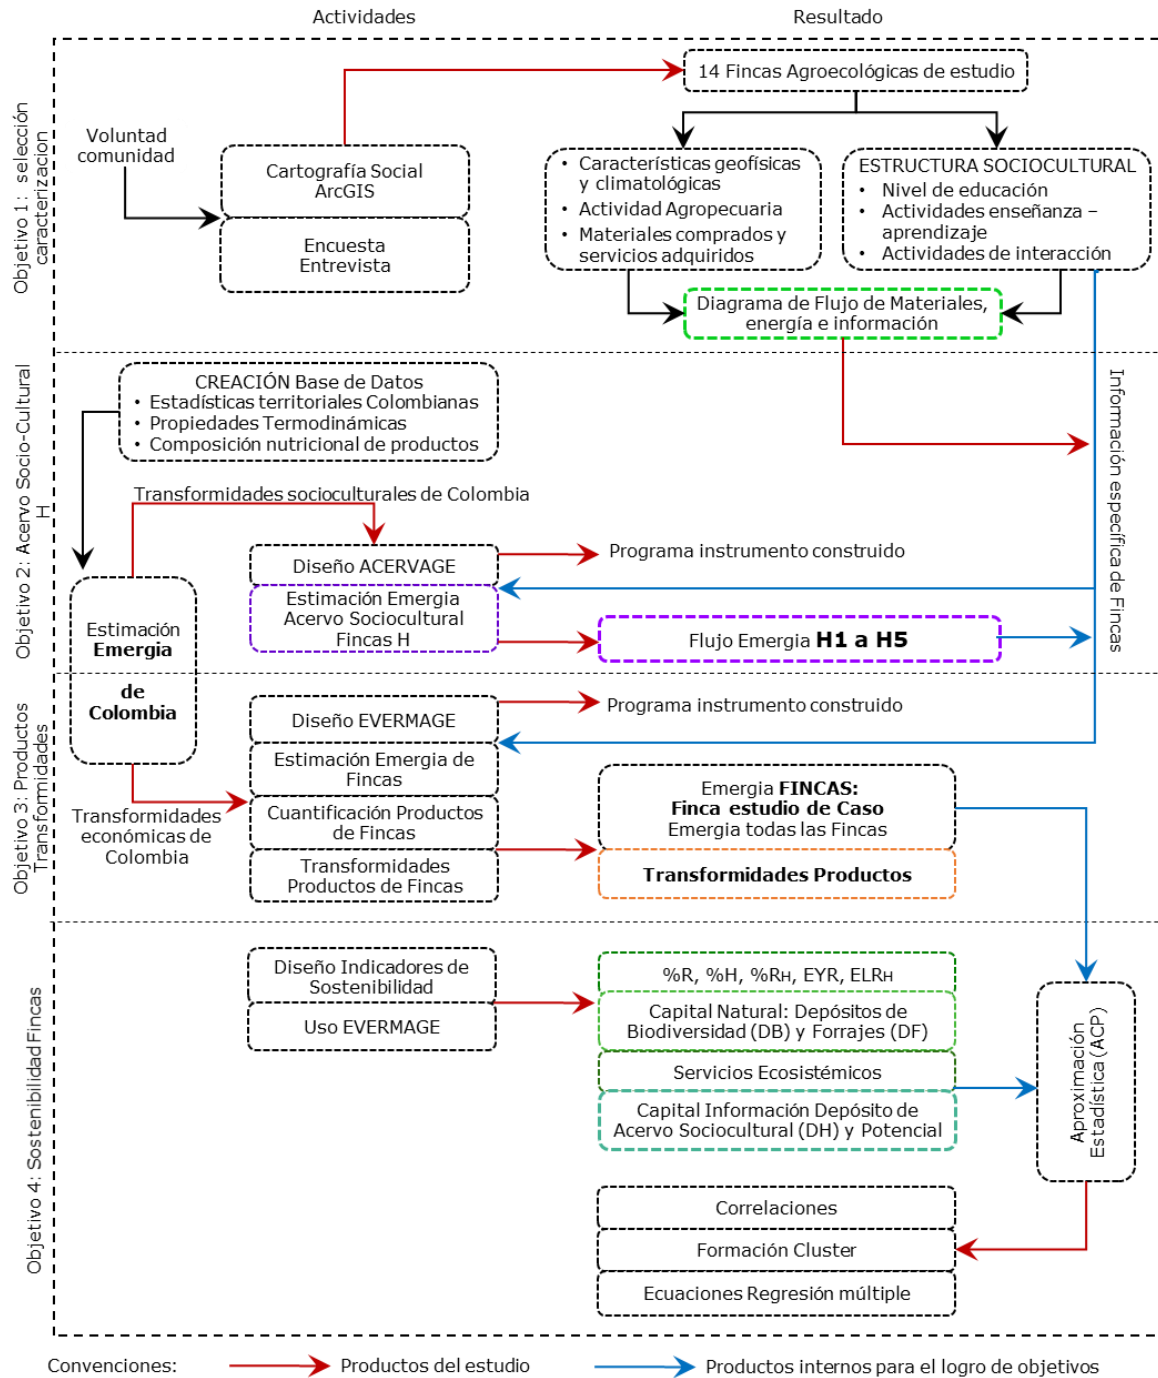 Actividades
Resultado
Objetivo 1: selección
caracterizacion
14 Fincas Agroecológicas de estudio
Voluntad
comunidad
Cartografía Social
ArcGIS
Encuesta
Entrevista
• Características geofísicas
y climatológicas
• Actividad Agropecuaria
• Materiales comprados y
servicios adquiridos
ESTRUCTURA SOCIOCULTURAL
• Nivel de educación
• Actividades enseñanza –
aprendizaje
• Actividades de interacción
Diagrama de Flujo de Materiales,
energía e información
Objetivo 2: Acervo Socio-Cultural
H
CREACIÓN Base de Datos
• Estadísticas territoriales Colombianas
• Propiedades Termodinámicas
• Composición nutricional de productos
Información específica de Fincas
Transformidades socioculturales de Colombia
Diseño ACERVAGE
Programa instrumento construido
Estimación Emergia
Acervo Sociocultural
Fincas H
Flujo Emergia H1 a H5
Estimación
Emergia
de
Colombia
Objetivo 3: Productos
Transformidades
Diseño EVERMAGE
Programa instrumento construido
Estimación Emergia de
Fincas
Cuantificación Productos
de Fincas
Transformidades
Productos de Fincas
Transformidades
económicas de
Colombia
Emergia FINCAS:
Finca estudio de Caso
Emergia todas las Fincas
Transformidades Productos
Objetivo 4: Sostenibilidad Fincas
Diseño Indicadores de
Sostenibilidad
Uso EVERMAGE
%R, %H, %RH, EYR, ELRH
Capital Natural: Depósitos de
Biodiversidad (DB) y Forrajes (DF)
Servicios Ecosistémicos
Capital Información Depósito de
Acervo Sociocultural (DH) y Potencial
Aproximación
Estadística (ACP)
Correlaciones
Formación Cluster
Ecuaciones Regresión múltiple
Convenciones:
Productos del estudio
Productos internos para el logro de objetivos